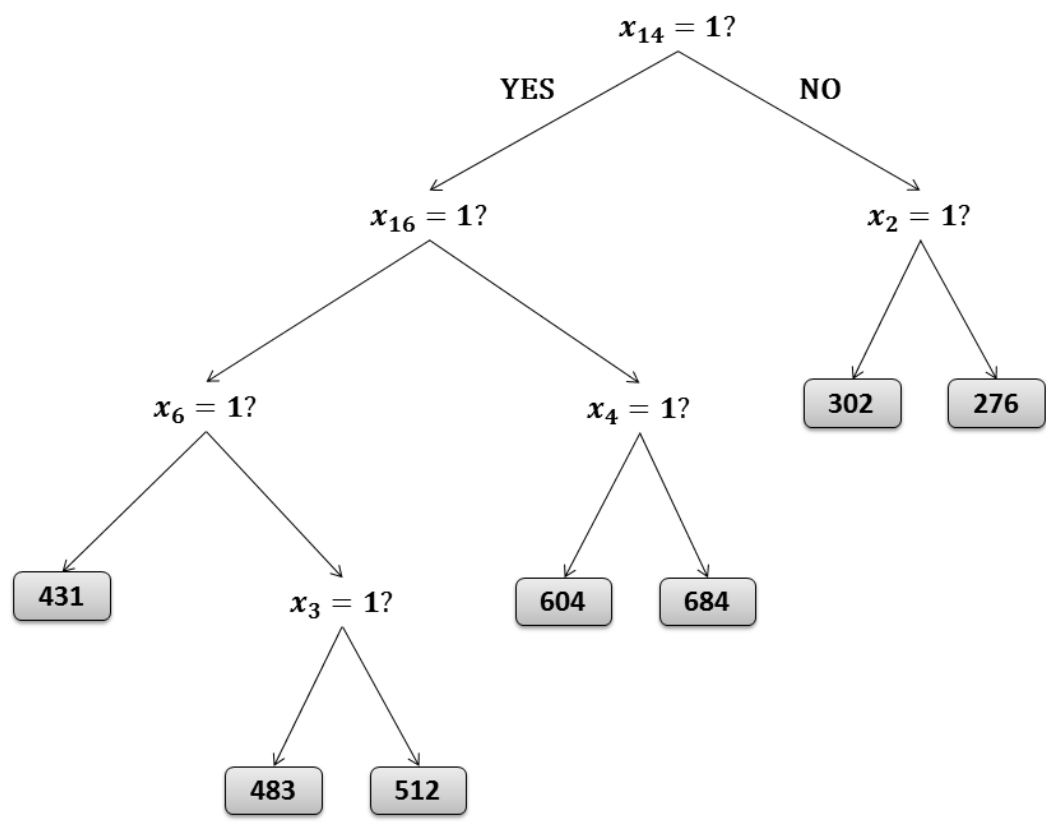 x₁₄ = 1?
YES NO
x₁₆ = 1? x₂ = 1?
x₆ = 1? x₄ = 1? 302 276
431 x₃ = 1? 604 684
483 512